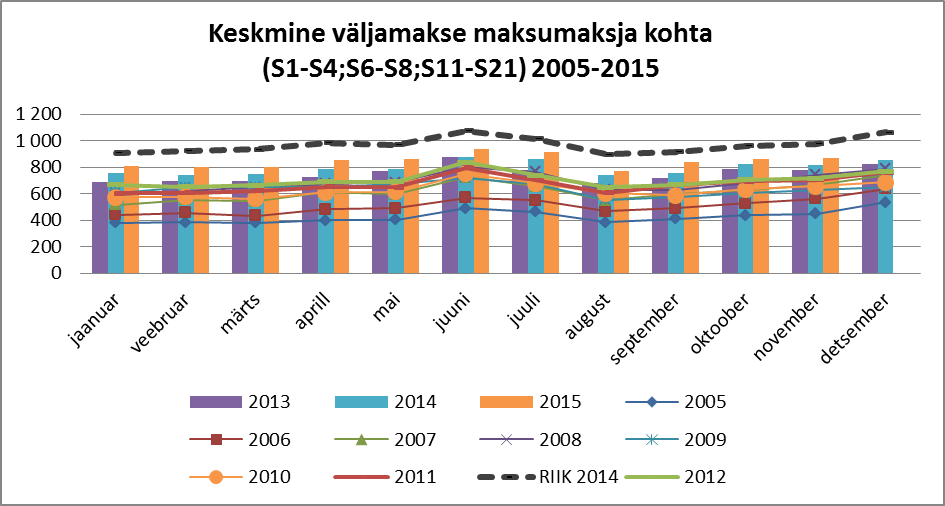 Keskmine väljamakse maksumaksja kohta
(S1-S4;S6-S8;S11-S21) 2005-2015
1 200
1 000
800
600
400
200
0
jaanuar
veebruar
märts
aprill
mai
juuni
juuli
august
september
oktoober
november
detsember
2013
2014
2015
2005
2006
2007
2008
2009
2010
2011
RIIK 2014
2012